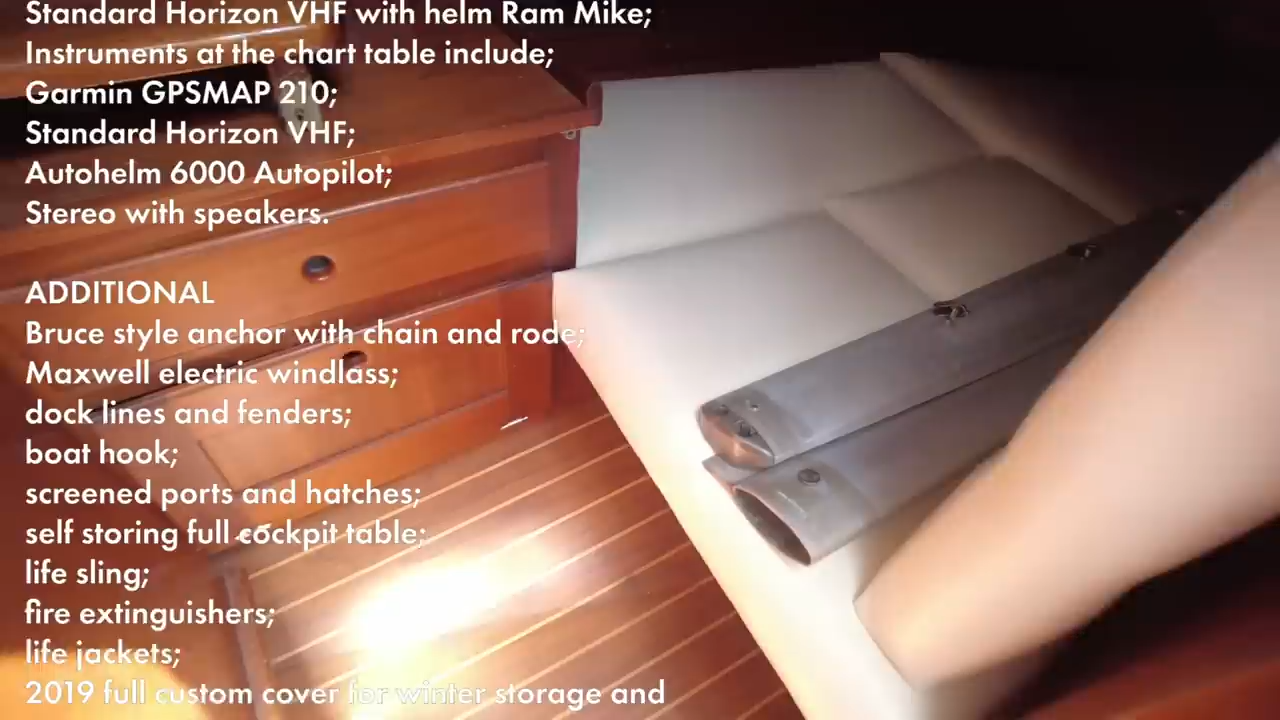 Standard Horizon VHF with helm Ram Mike;
Instruments at the chart table include;
Garmin GPSMAP 210;
Standard Horizon VHF;
Autohelm 6000 Autopilot;
Stereo with speakers.
ADDITIONAL
Bruce style anchor with chain and rode;
Maxwell electric windlass;
dock lines and fenders;
boat hook;
screened ports and hatches;
self storing full cockpit table;
life sling;
fire extinguishers;
life jackets;
2019 full custom cover for winter storage and